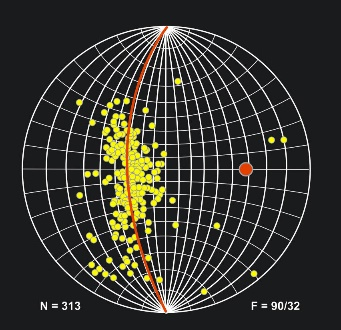 N = 313
F = 90/32